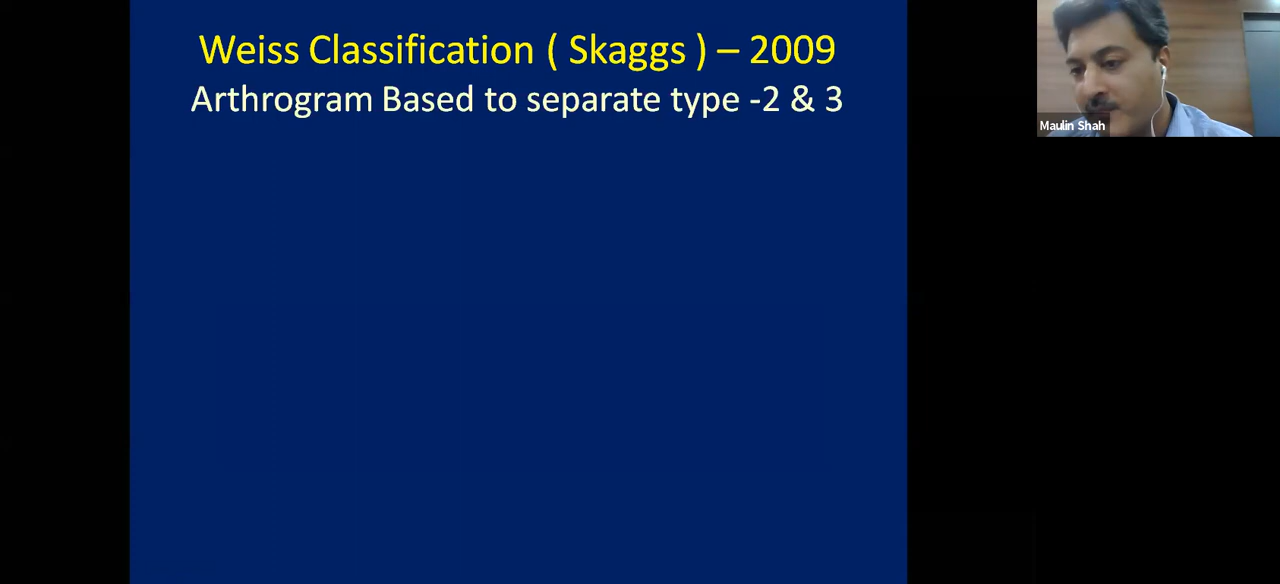 Weiss Classification ( Skaggs ) – 2009
Arthrogram Based to separate type -2 & 3
Maulin Shah